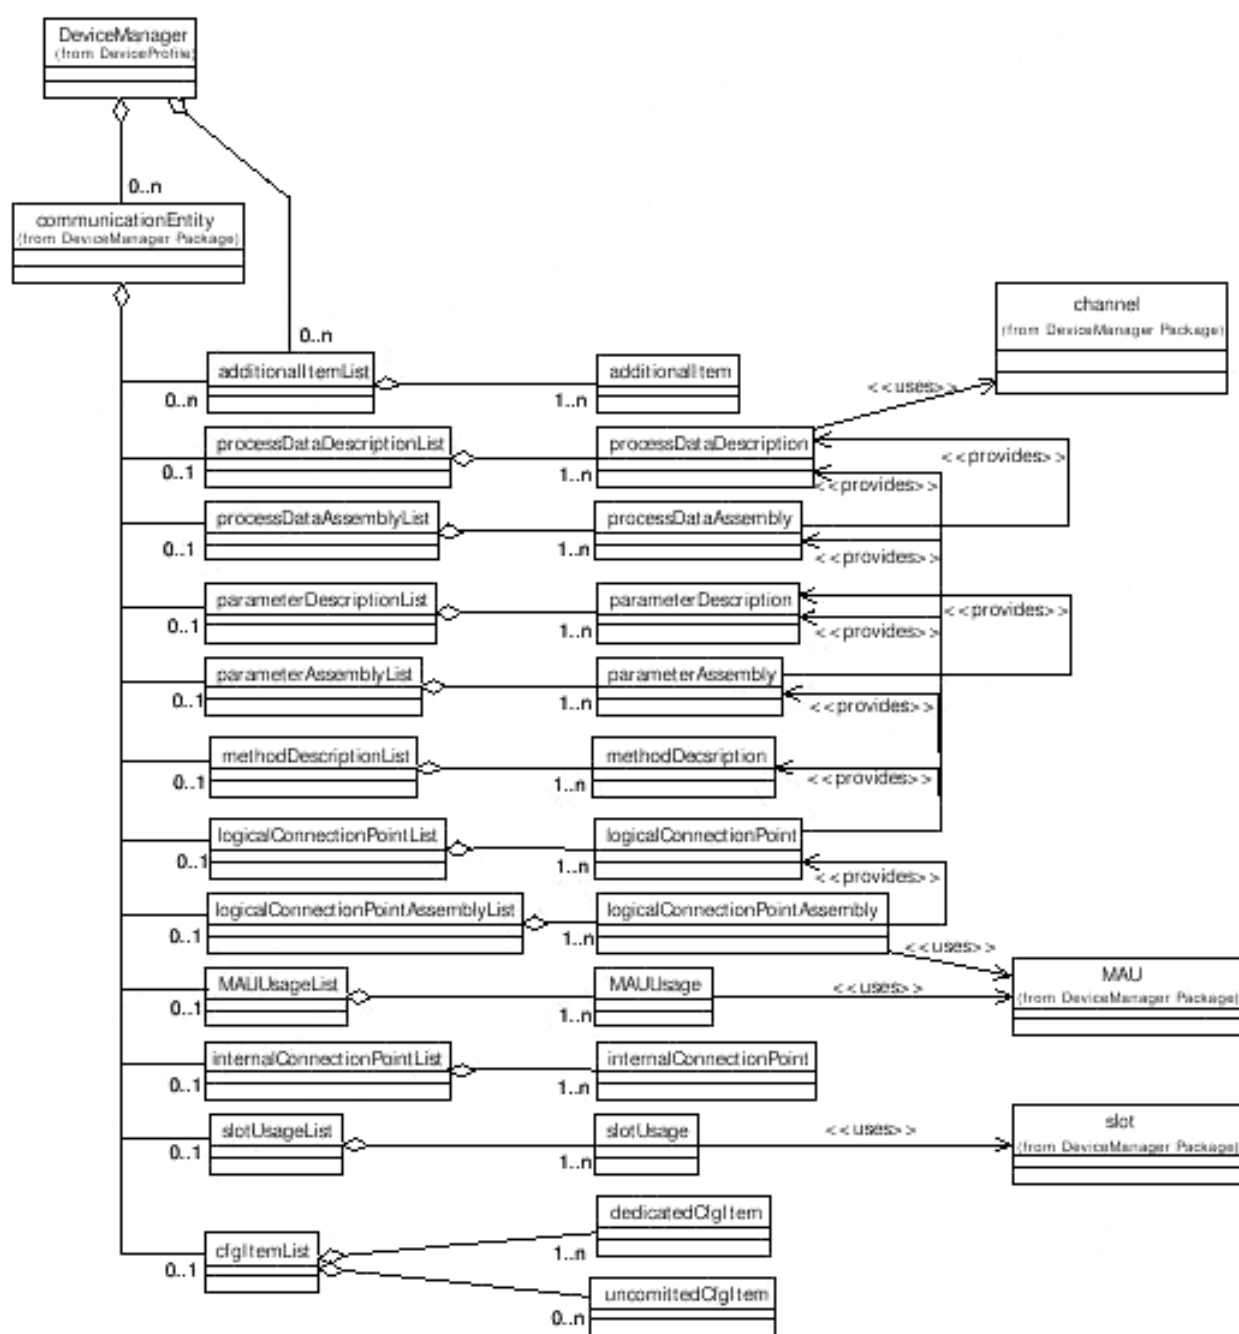 DeviceManager
(from DeviceProfile)
0..n
communicationEntity
(from DeviceManager Package)
0..n
channel
(from DeviceManager Package)
additionalItemList
additionalItem
0..n
1..n
<<uses>>
processDataDescriptionList
processDataDescription
0..1
1..n
<<provides>>
<<provides>>
processDataAssemblyList
processDataAssembly
0..1
1..n
<<provides>>
parameterDescriptionList
parameterDescription
0..1
1..n
<<provides>>
<<provides>>
parameterAssemblyList
parameterAssembly
0..1
1..n
<<provides>>
methodDescriptionList
methodDecsription
0..1
1..n
<<provides>>
logicalConnectionPointList
logicalConnectionPoint
0..1
1..n
<<provides>>
logicalConnectionPointAssemblyList
logicalConnectionPointAssembly
0..1
1..n
<<uses>>
MAUUsageList
MAUUsage
0..1
1..n
<<uses>>
MAU
(from DeviceManager Package)
internalConnectionPointList
internalConnectionPoint
0..1
1..n
slotUsageList
slotUsage
0..1
1..n
<<uses>>
slot
(from DeviceManager Package)
cfgItemList
dedicatedCfgItem
0..1
1..n
uncomittedCfgItem
0..n